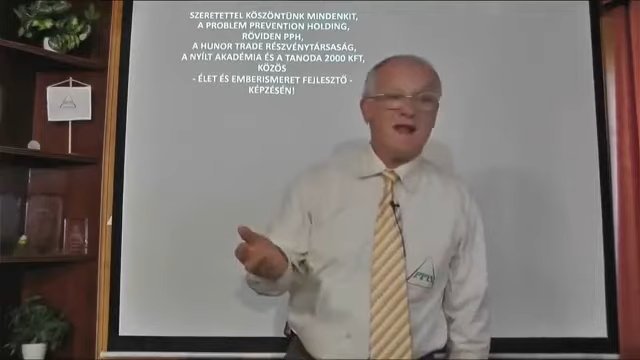 SZERETETTEL KÖSZÖNTÜNK MINDENKIT,
A PROBLEM PREVENTION HOLDING,
RÖVIDEN PPH,
A HUNOR TRADE RÉSZVÉNYTÁRSASÁG,
A NYÍLT AKADÉMIA ÉS A TANODA 2000 KFT,
KÖZÖS
- ÉLET ÉS EMBERISMERET FEJLESZTŐ -
KÉPZÉSÉN!
PPH